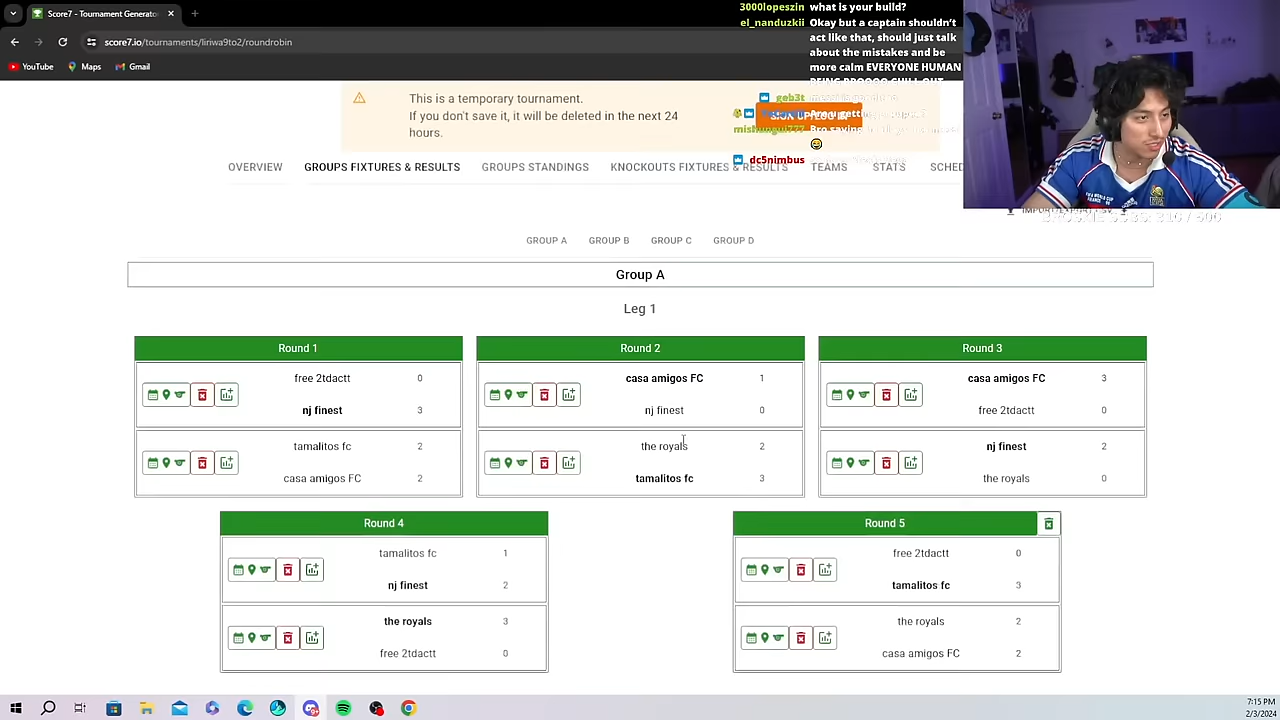 Score7 - Tournament Generato
score7.io/tournaments/liriwa9to2/roundrobin
YouTube
Maps
Gmail
3000lopeszin what is your build?
el_nanduzkii Okay but a captain shouldn't
act like that, should just talk
about the mistakes and be
more calm EVERYONE HUMAN
geb3t
dc5nimbus
This is a temporary tournament.
If you don't save it, it will be deleted in the next 24
hours.
OVERVIEW
GROUPS FIXTURES & RESULTS
GROUPS STANDINGS
KNOCKOUTS FIXTURES & RESULTS
TEAMS
STATS
SCHED
GROUP A
GROUP B
GROUP C
GROUP D
Group A
Leg 1
Round 1
free 2tdactt 0
nj finest 3
tamalitos fc 2
casa amigos FC 2
Round 2
casa amigos FC 1
nj finest 0
the royals 2
tamalitos fc 3
Round 3
casa amigos FC 3
free 2tdactt 0
nj finest 2
the royals 0
Round 4
tamalitos fc 1
nj finest 2
the royals 3
free 2tdactt 0
Round 5
free 2tdactt 0
tamalitos fc 3
the royals 2
casa amigos FC 2
7:15 PM
2/3/2024